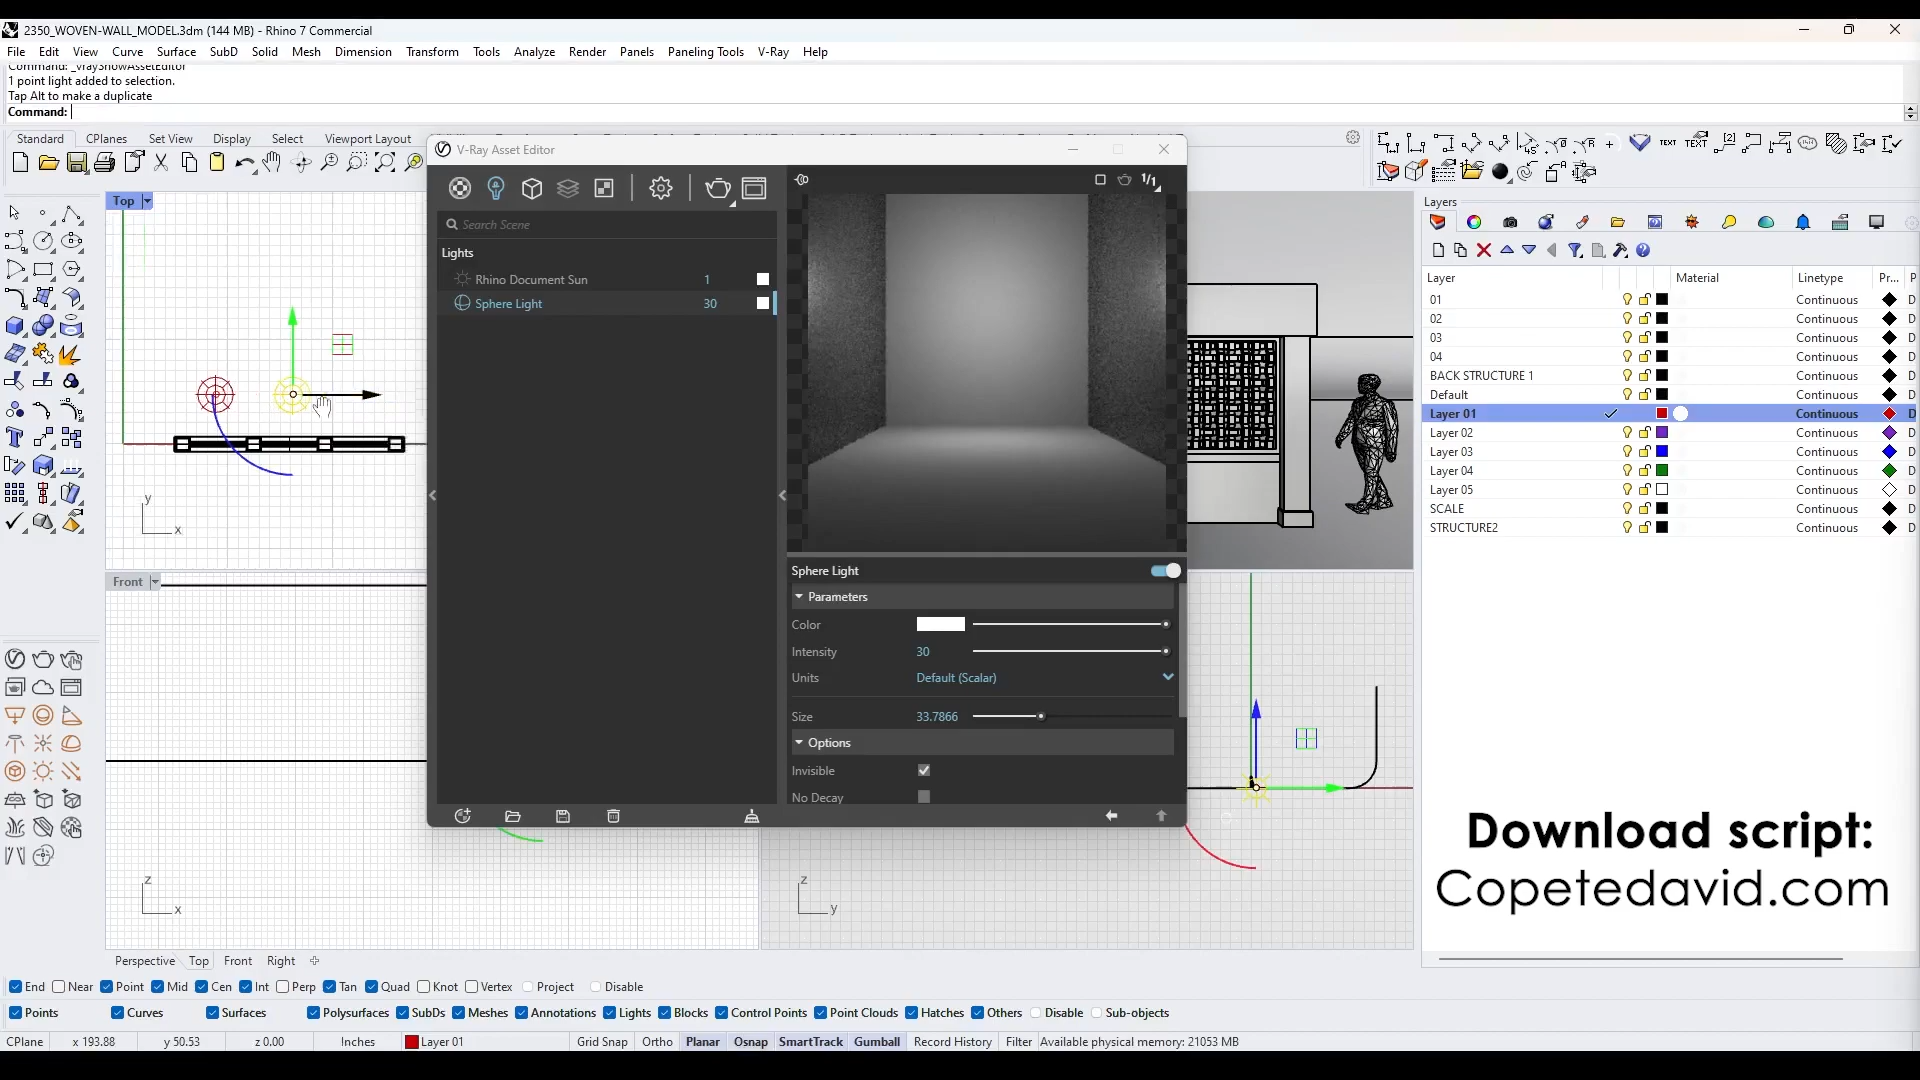 2350_WOVEN-WALL_MODEL.3dm (144 MB) - Rhino 7 Commercial
File Edit View Curve Surface SubD Solid Mesh Dimension Transform Tools Analyze Render Panels Paneling Tools V-Ray Help
Command: _vrayShowAssetEditor
1 point light added to selection.
Tap Alt to make a duplicate
Command:
Standard CPlanes Set View Display Select Viewport Layout
V-Ray Asset Editor
TEXT TEXT
Search Scene
Lights
Rhino Document Sun 1
Sphere Light 30
1/1
Sphere Light
Parameters
Color
Intensity 30
Units Default (Scalar)
Size 33.7866
Options
Invisible
No Decay
Top
y
x
Front
z
x
z
y
Layers
Layer Material Linetype Pr... P
01 Continuous D
02 Continuous D
03 Continuous D
04 Continuous D
BACK STRUCTURE 1 Continuous D
Default Continuous D
Layer 01 Continuous D
Layer 02 Continuous D
Layer 03 Continuous D
Layer 04 Continuous D
Layer 05 Continuous D
SCALE Continuous D
STRUCTURE2 Continuous D
Download script:
Copetedavid.com
Perspective Top Front Right
End Near Point Mid Cen Int Perp Tan Quad Knot Vertex Project Disable
Points Curves Surfaces Polysurfaces SubDs Meshes Annotations Lights Blocks Control Points Point Clouds Hatches Others Disable Sub-objects
CPlane x 193.88 y 50.53 z 0.00 Inches Layer 01 Grid Snap Ortho Planar Osnap SmartTrack Gumball Record History Filter Available physical memory: 21053 MB